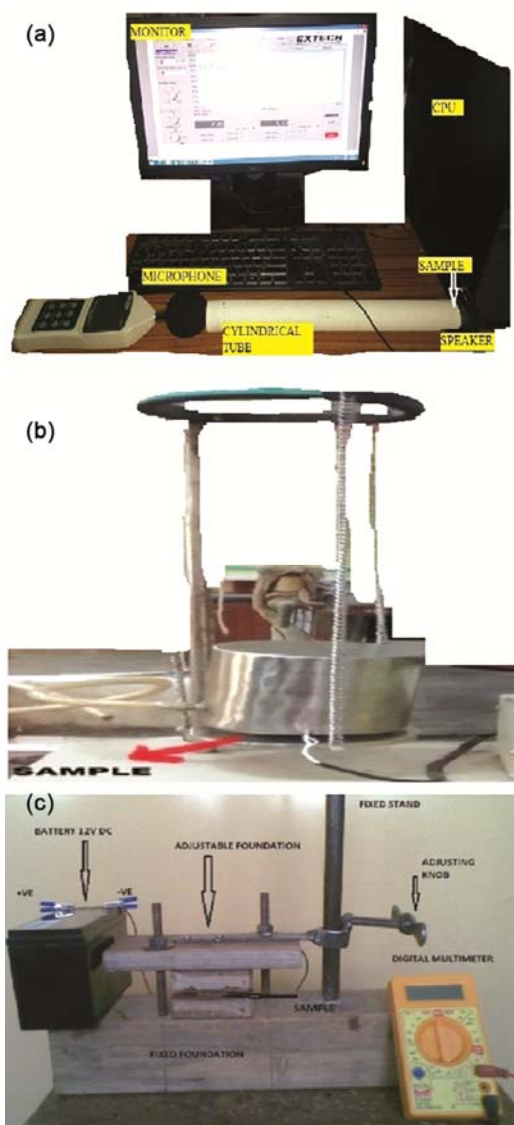 (a)
MONITOR
EXTECH
CPU
MICROPHONE
SAMPLE
CYLINDRICAL
TUBE
SPEAKER
(b)
SAMPLE
(c)
FIXED STAND
BATTERY 12V DC
ADJUSTABLE FOUNDATION
ADJUSTING
KNOB
+VE
-VE
DIGITAL MULTIMETER
SAMPLE
FIXED FOUNDATION